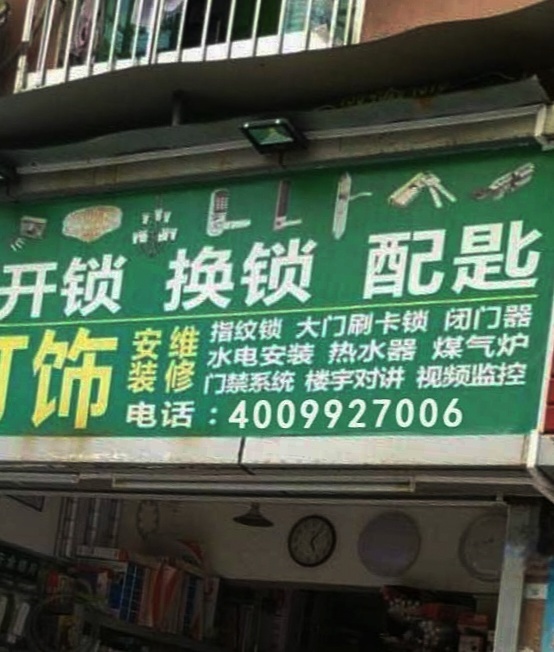 开锁 换锁 配匙
灯饰
安装 维修
指纹锁 大门刷卡锁 闭门器
水电安装 热水器 煤气炉
门禁系统 楼宇对讲 视频监控
电话：4009927006